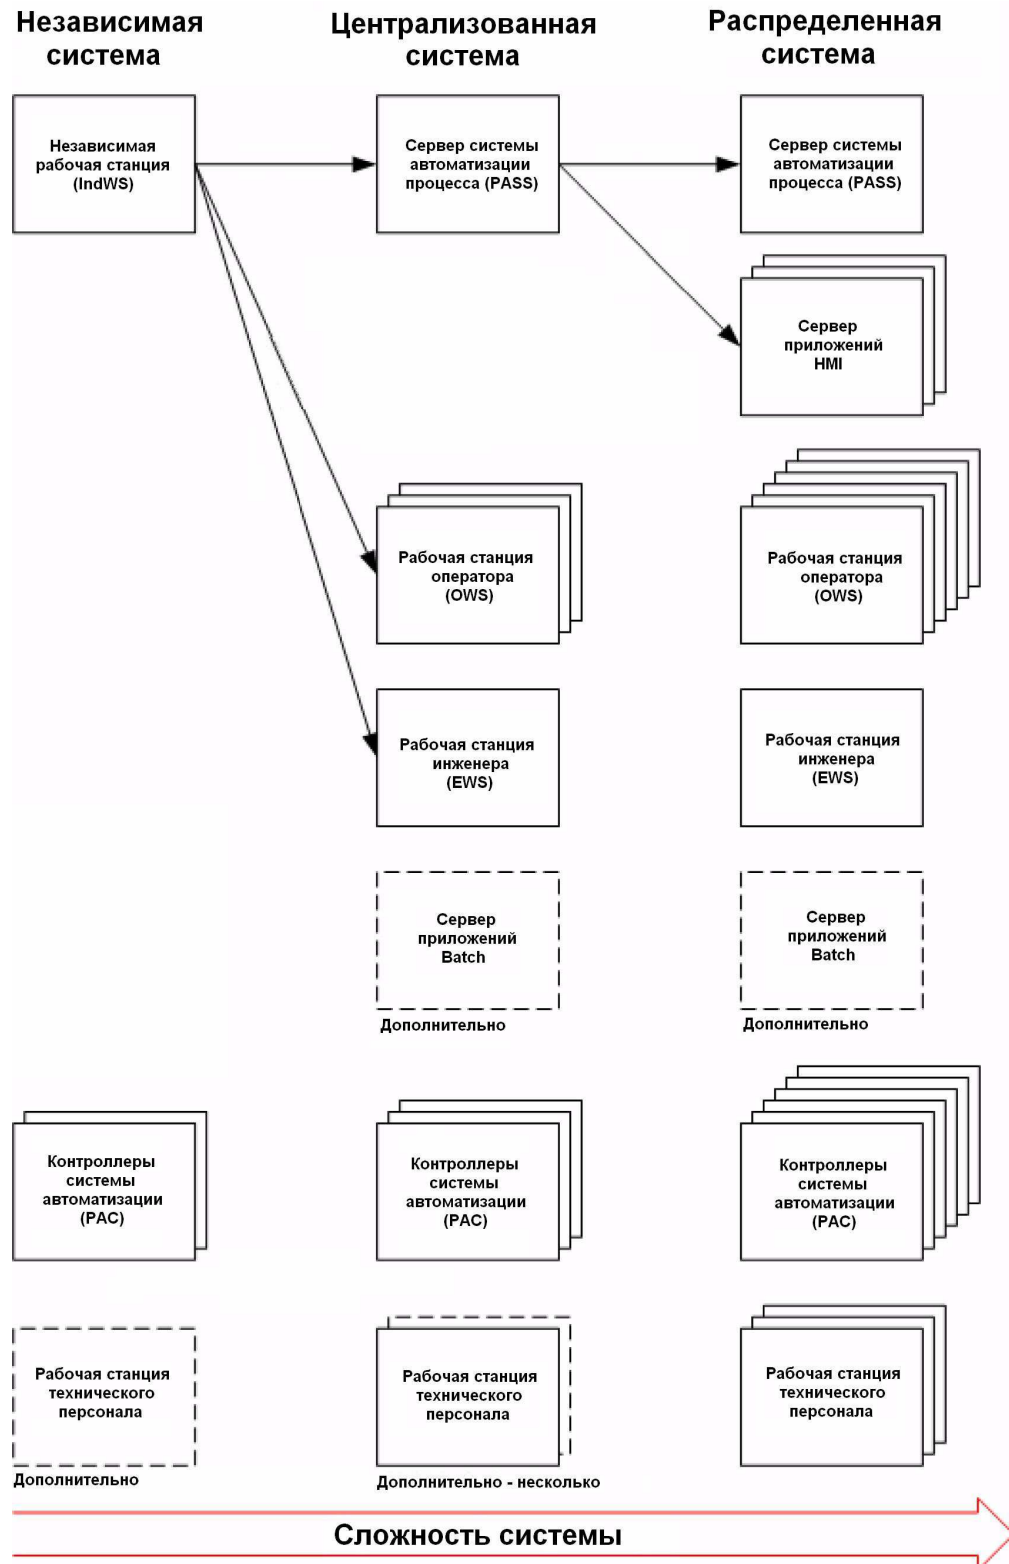 Независимая
система
Централизованная
система
Распределенная
система
Независимая
рабочая станция
(IndWS)
Сервер системы
автоматизации
процесса (PASS)
Сервер системы
автоматизации
процесса (PASS)
Сервер
приложений
HMI
Рабочая станция
оператора
(OWS)
Рабочая станция
оператора
(OWS)
Рабочая станция
инженера
(EWS)
Рабочая станция
инженера
(EWS)
Сервер
приложений
Batch
Дополнительно
Сервер
приложений
Batch
Дополнительно
Контроллеры
системы
автоматизации
(PAC)
Контроллеры
системы
автоматизации
(PAC)
Контроллеры
системы
автоматизации
(PAC)
Рабочая станция
технического
персонала
Дополнительно
Рабочая станция
технического
персонала
Дополнительно - несколько
Рабочая станция
технического
персонала
Сложность системы